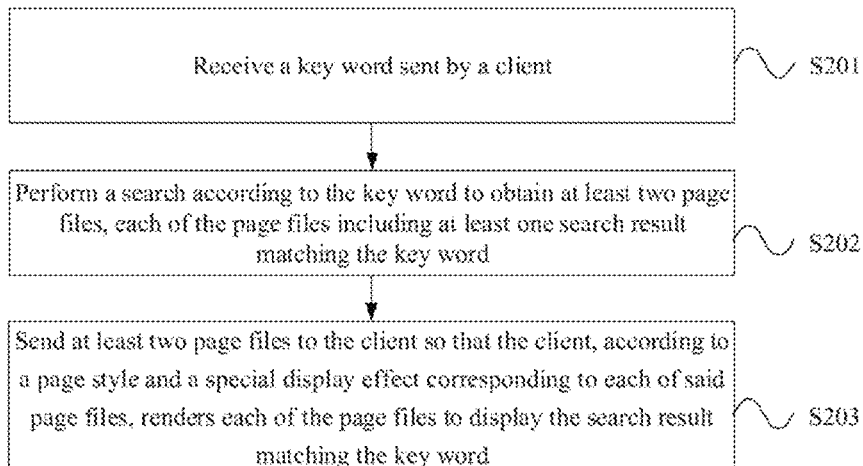 Receive a key word sent by a client
S201
Perform a search according to the key word to obtain at least two page
files, each of the page files including at least one search result
matching the key word
S202
Send at least two page files to the client so that the client, according to
a page style and a special display effect corresponding to each of said
page files, renders each of the page files to display the search result
matching the key word
S203